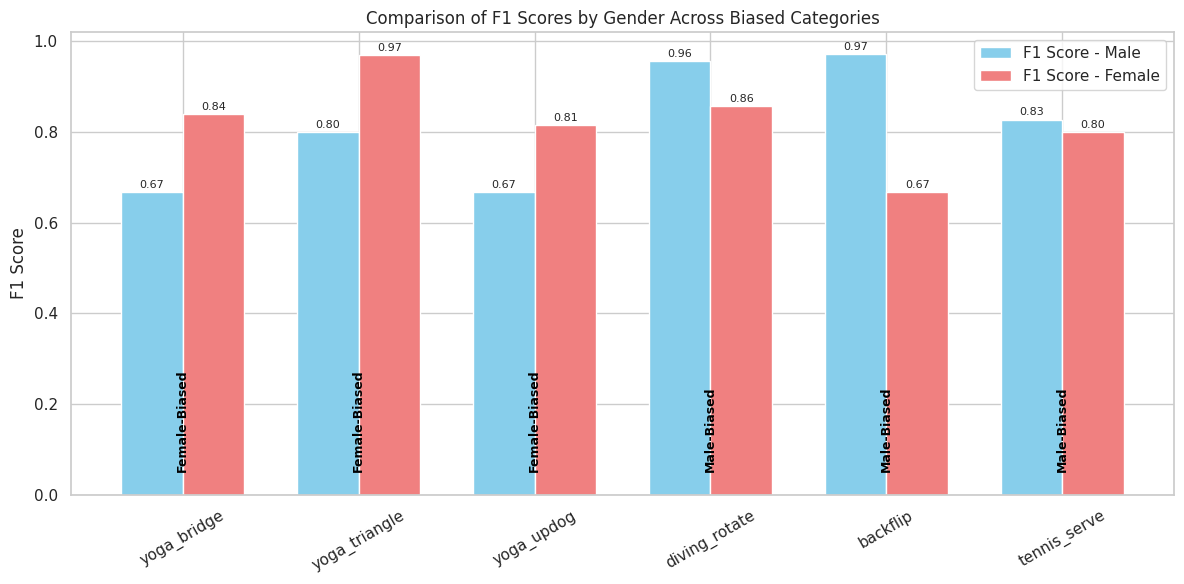 Comparison of F1 Scores by Gender Across Biased Categories
F1 Score - Male
F1 Score - Female
F1 Score
1.0
0.8
0.6
0.4
0.2
0.0
0.67
0.84
0.80
0.97
0.67
0.81
0.96
0.86
0.97
0.67
0.83
0.80
Female-Biased
Female-Biased
Female-Biased
Male-Biased
Male-Biased
Male-Biased
yoga_bridge
yoga_triangle
yoga_updog
diving_rotate
backflip
tennis_serve